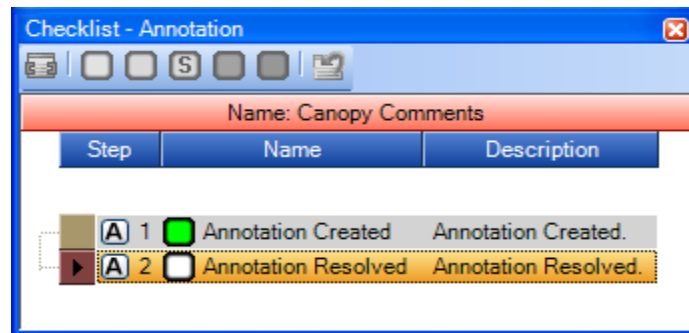 Checklist - Annotation
S
Name: Canopy Comments
Step Name Description
A 1 Annotation Created Annotation Created.
A 2 Annotation Resolved Annotation Resolved.